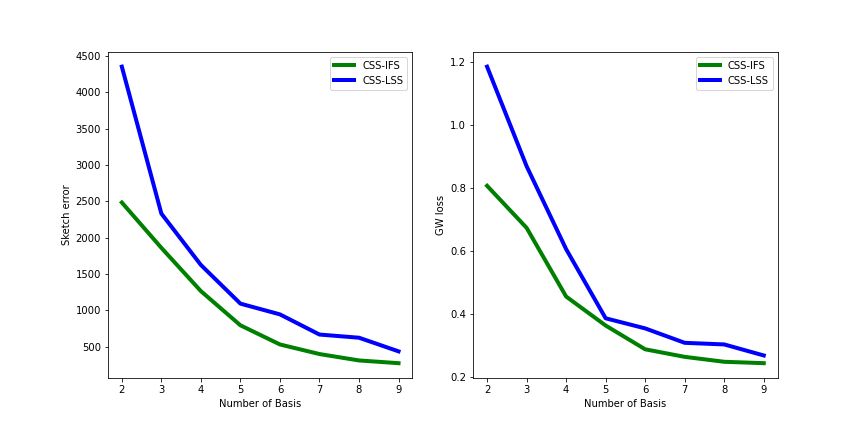 4500
4000
3500
3000
2500
2000
1500
1000
500
Sketch error
2 3 4 5 6 7 8 9
Number of Basis
CSS-IFS
CSS-LSS
1.2
1.0
0.8
0.6
0.4
0.2
GW loss
2 3 4 5 6 7 8 9
Number of Basis
CSS-IFS
CSS-LSS